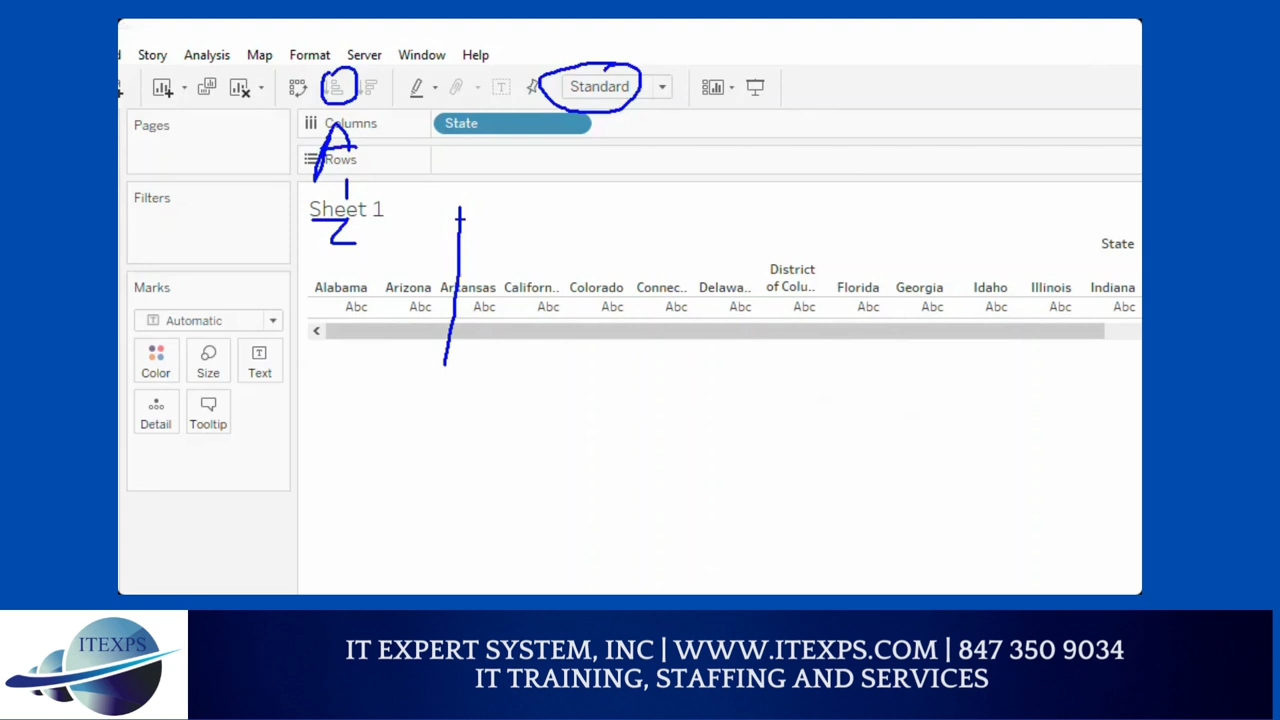 Story Analysis Map Format Server Window Help
Standard
Pages
Columns
State
A
Rows
Filters
Sheet 1
Z
State
Alabama Arizona Arkansas Californ.. Colorado Connec.. Delawa.. District of Colu.. Florida Georgia Idaho Illinois Indiana
Abc Abc Abc Abc Abc Abc Abc Abc Abc Abc Abc Abc Abc
Marks
Automatic
Color Size Text
Detail Tooltip
ITEXPS
IT EXPERT SYSTEM, INC | WWW.ITEXPS.COM | 847 350 9034
IT TRAINING, STAFFING AND SERVICES